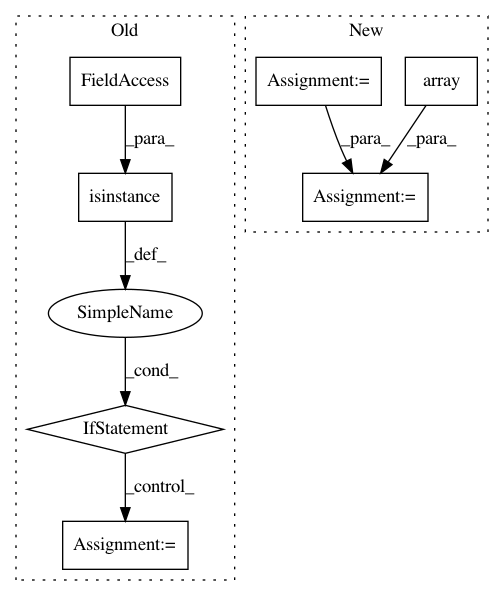 Old
FieldAccess
_para_
isinstance
_def_
SimpleName
_cond_
IfStatement
_control_
Assignment:=
New
Assignment:=
array
_para_
_para_
Assignment:=